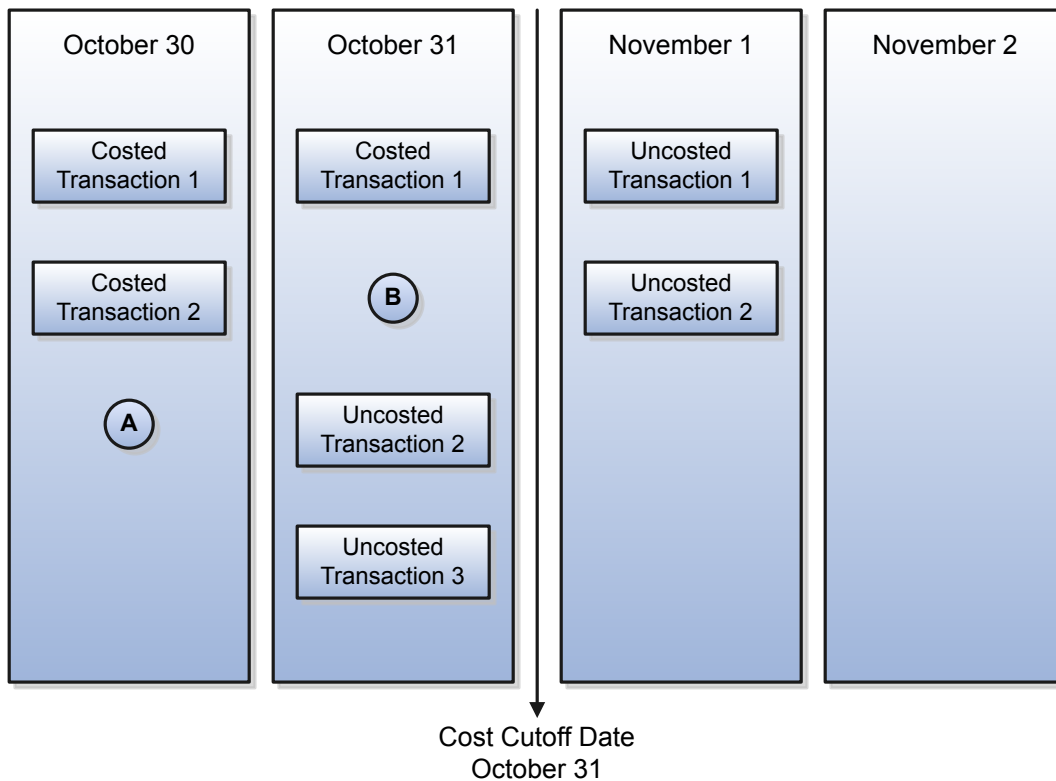 October 30
Costed
Transaction 1
Costed
Transaction 2
A
October 31
Costed
Transaction 1
B
Uncosted
Transaction 2
Uncosted
Transaction 3
November 1
Uncosted
Transaction 1
Uncosted
Transaction 2
November 2
Cost Cutoff Date
October 31